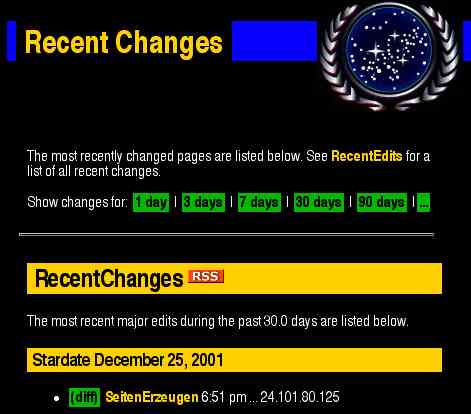 Recent Changes
The most recently changed pages are listed below. See RecentEdits for a
list of all recent changes.
Show changes for: 1 day | 3 days | 7 days | 30 days | 90 days | ...
RecentChanges RSS
The most recent major edits during the past 30.0 days are listed below.
Stardate December 25, 2001
• (diff) SeitenErzeugen 6:51 pm ... 24.101.80.125